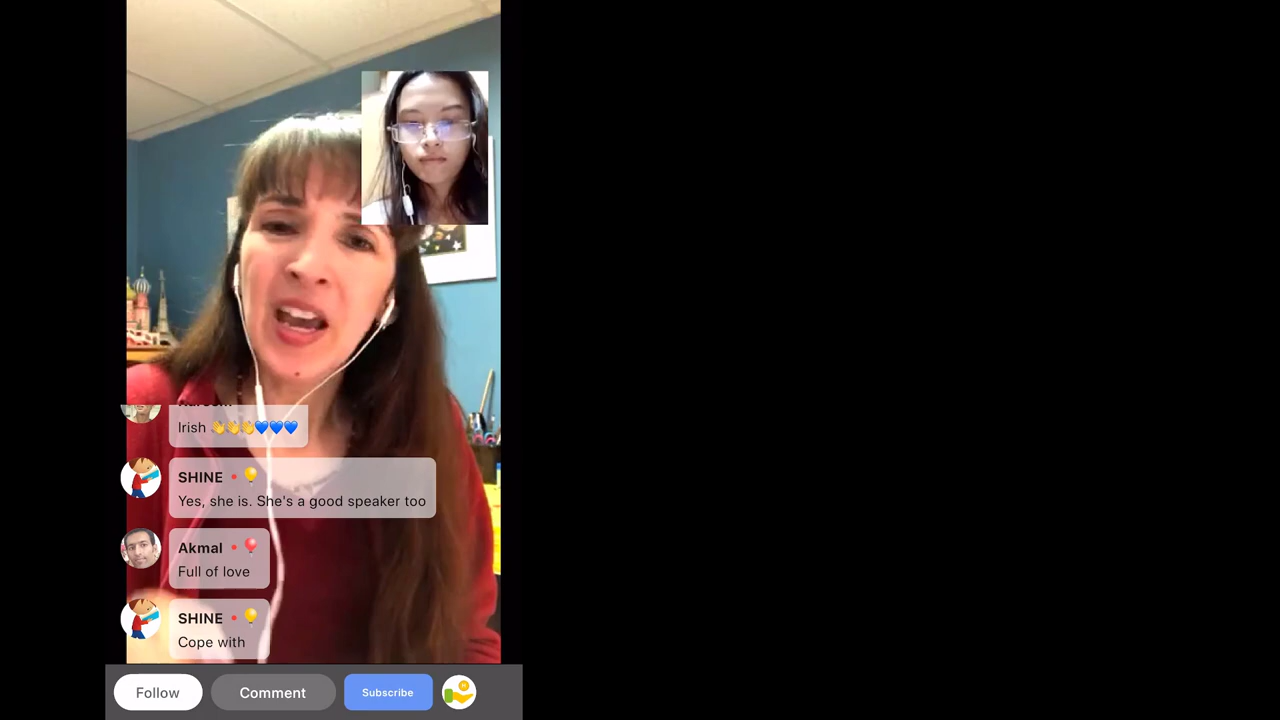 Irish 👏👏👏💙💙💙
SHINE
Yes, she is. She's a good speaker too
Akmal
Full of love
SHINE
Cope with
Follow
Comment
Subscribe